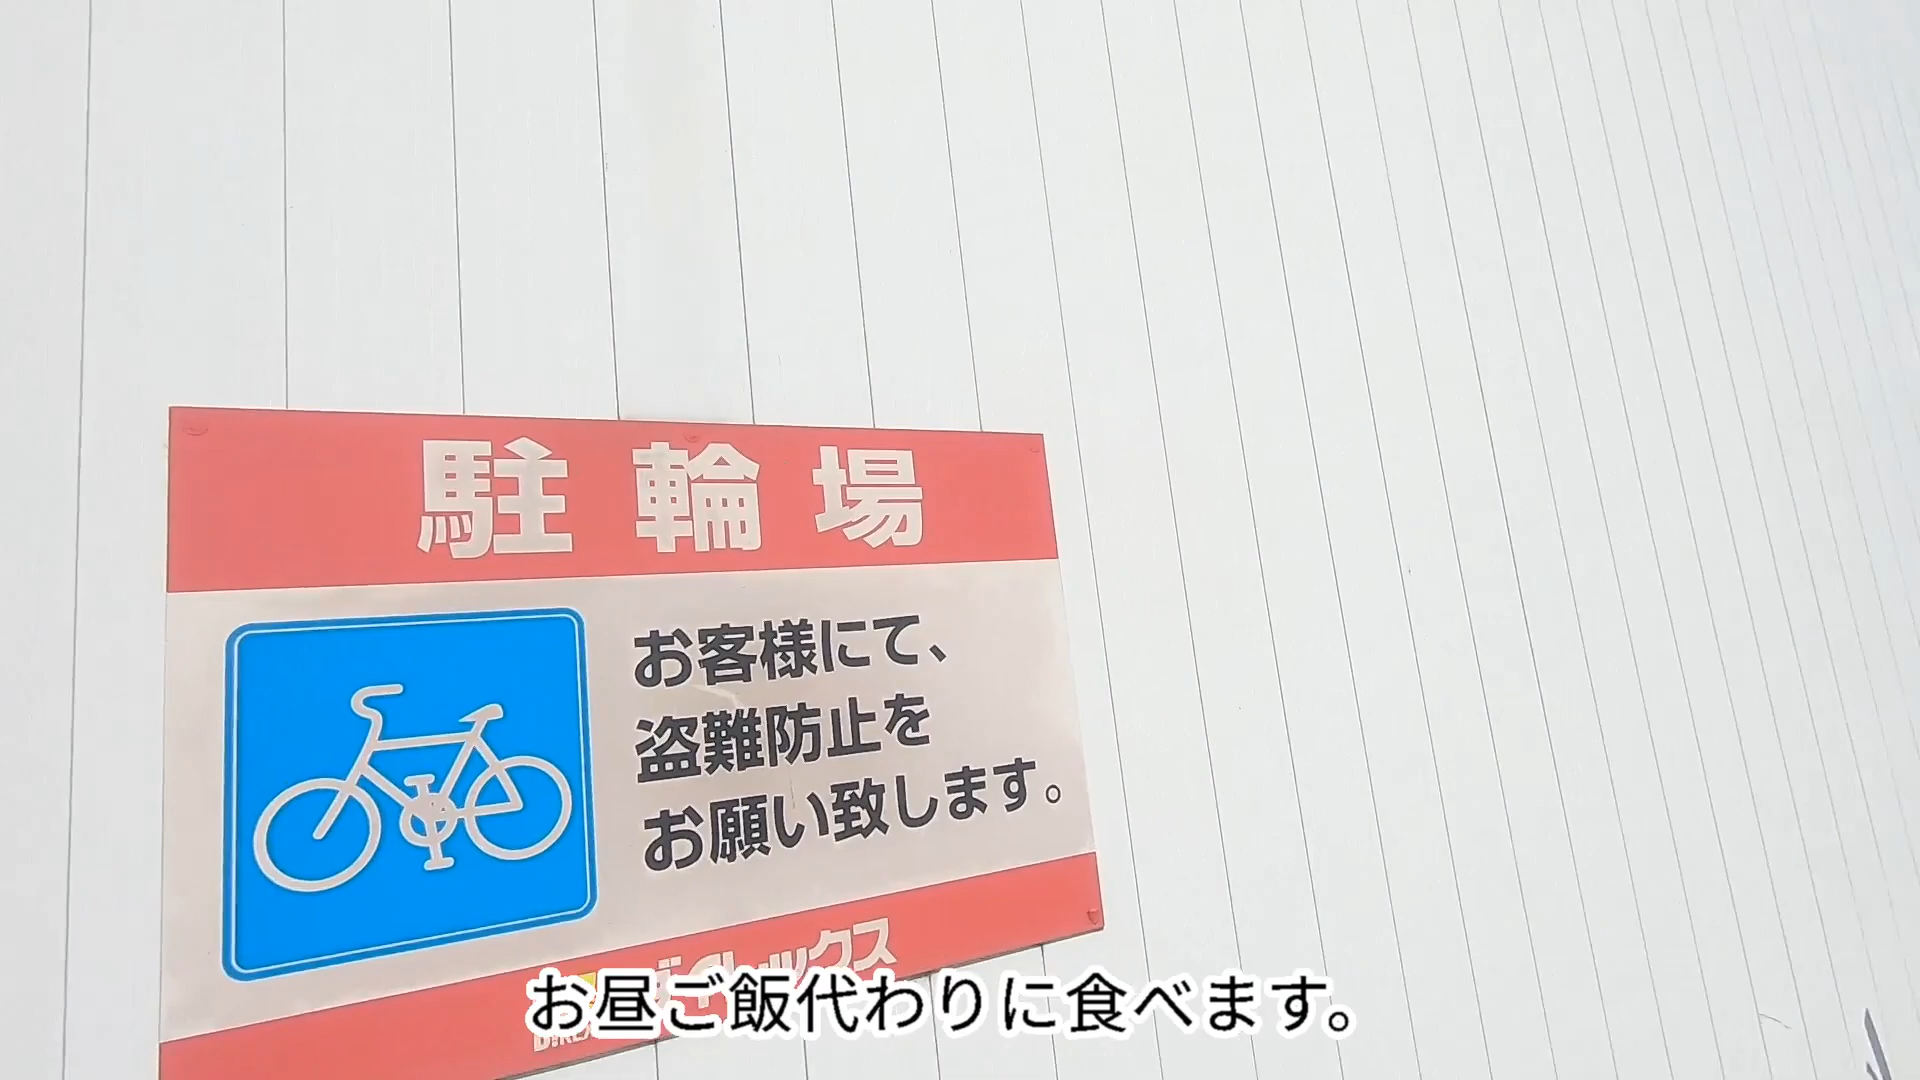 駐輪場
お客様にて、
盗難防止を
お願い致します。
お昼ご飯代わりに食べます。